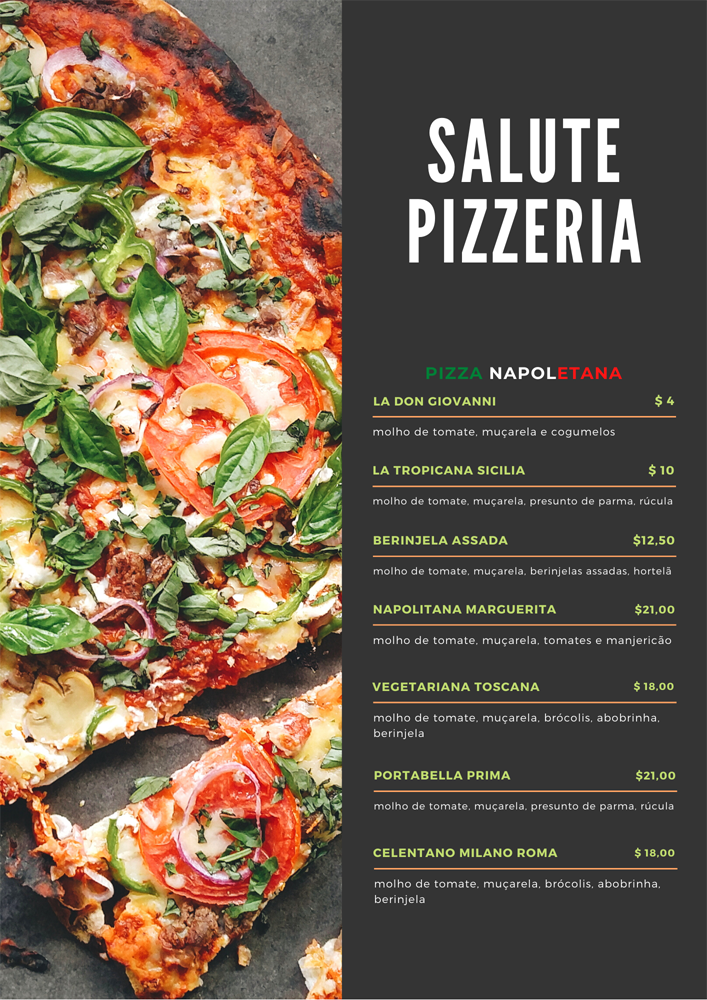 SALUTE
PIZZERIA
PIZZA NAPOLETANA
LA DON GIOVANNI $ 4
molho de tomate, muçarela e cogumelos
LA TROPICANA SICILIA $ 10
molho de tomate, muçarela, presunto de parma, rúcula
BERINJELA ASSADA $12,50
molho de tomate, muçarela, berinjelas assadas, hortelã
NAPOLITANA MARGUERITA $21,00
molho de tomate, muçarela, tomates e manjericão
VEGETARIANA TOSCANA $ 18,00
molho de tomate, muçarela, brócolis, abobrinha,
berinjela
PORTABELLA PRIMA $21,00
molho de tomate, muçarela, presunto de parma, rúcula
CELENTANO MILANO ROMA $ 18,00
molho de tomate, muçarela, brócolis, abobrinha,
berinjela